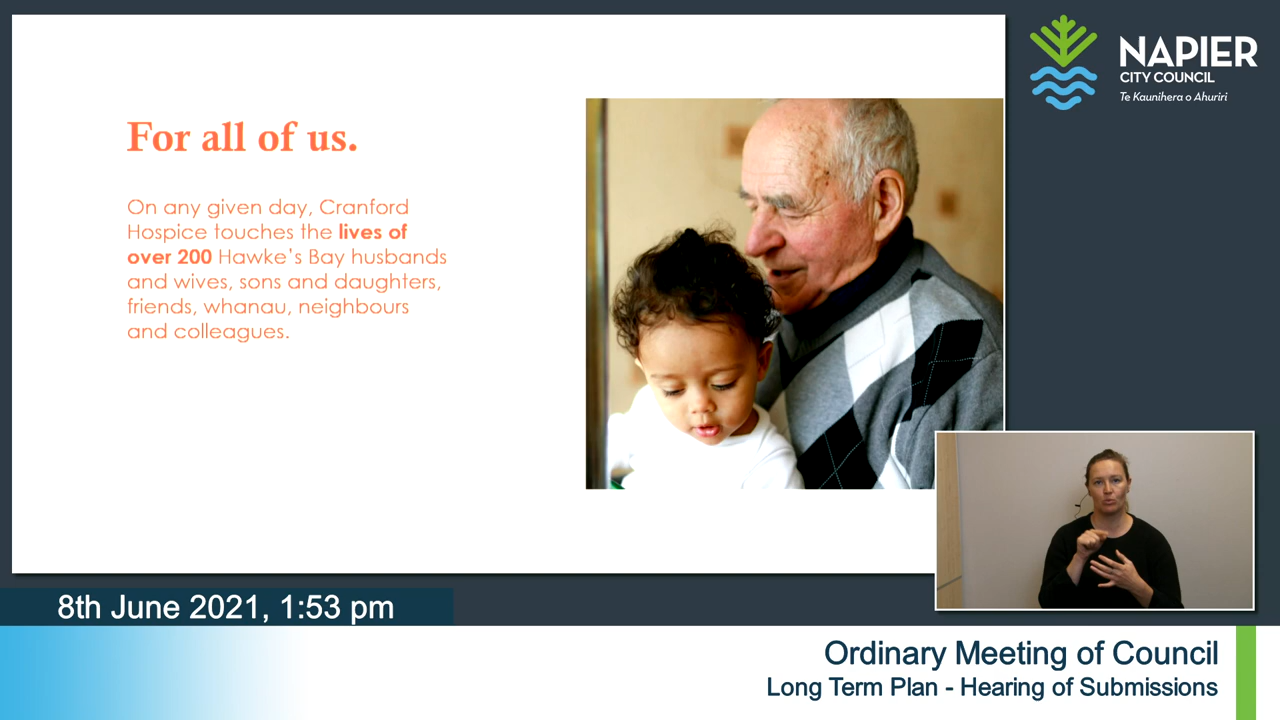 NAPIER
CITY COUNCIL
Te Kaunihera o Ahuriri
For all of us.
On any given day, Cranford
Hospice touches the lives of
over 200 Hawke's Bay husbands
and wives, sons and daughters,
friends, whanau, neighbours
and colleagues.
8th June 2021, 1:53 pm
Ordinary Meeting of Council
Long Term Plan - Hearing of Submissions